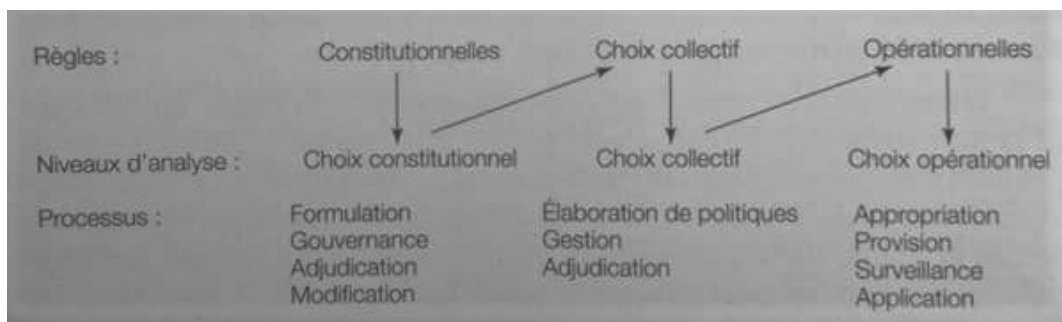 Règles : Constitutionnelles Choix collectif Opérationnelles
Niveaux d'analyse : Choix constitutionnel Choix collectif Choix opérationnel
Processus : Formulation Élaboration de politiques Appropriation
Gouvernance Gestion Provision
Adjudication Adjudication Surveillance
Modification Application